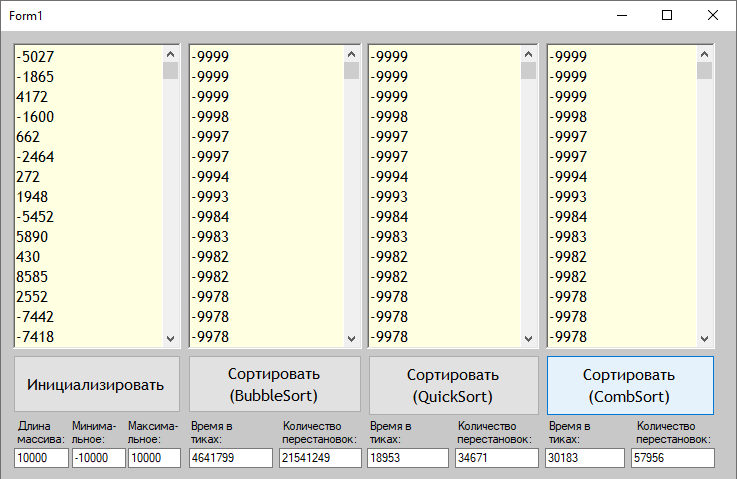 Form1
-5027
-1865
4172
-1600
662
-2464
272
1948
-5452
5890
430
8585
2552
-7442
-7418
-9999
-9999
-9999
-9998
-9997
-9997
-9994
-9993
-9984
-9983
-9982
-9982
-9978
-9978
-9978
-9999
-9999
-9999
-9998
-9997
-9997
-9994
-9993
-9984
-9983
-9982
-9982
-9978
-9978
-9978
-9999
-9999
-9999
-9998
-9997
-9997
-9994
-9993
-9984
-9983
-9982
-9982
-9978
-9978
-9978
Инициализировать
Сортировать
(BubbleSort)
Сортировать
(QuickSort)
Сортировать
(CombSort)
Длина
массива:
10000
Минима-
льное:
-10000
Максима-
льное:
10000
Время в
тиках:
4641799
Количество
перестановок:
21541249
Время в
тиках:
18953
Количество
перестановок:
34671
Время в
тиках:
30183
Количество
перестановок:
57956